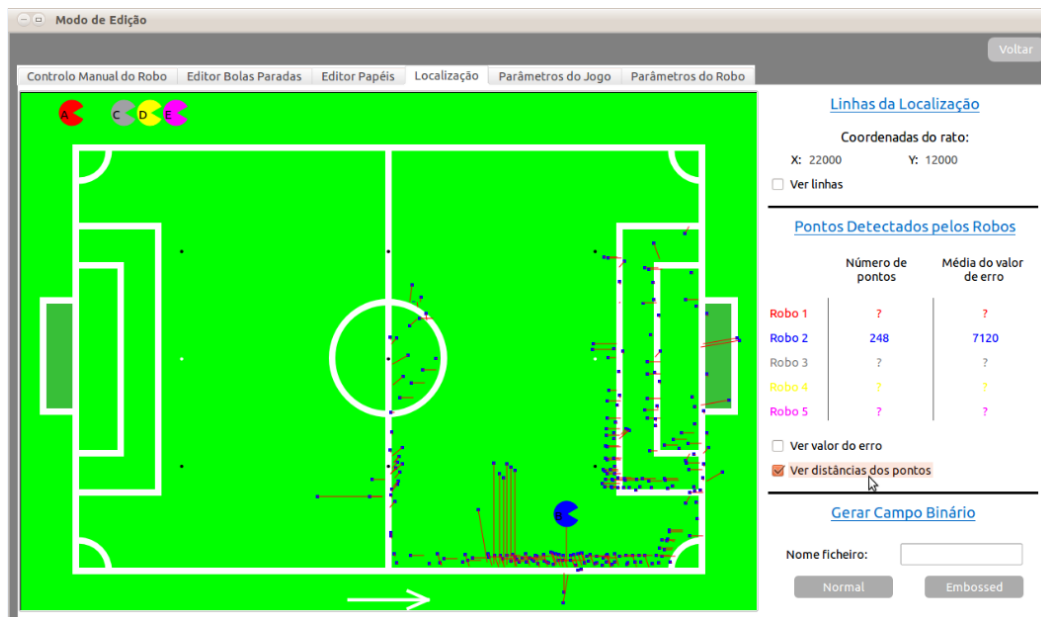 Modo de Edição
Voltar
Controlo Manual do Robo Editor Bolas Paradas Editor Papéis Localização Parâmetros do Jogo Parâmetros do Robo
A C D E
Linhas da Localização
Coordenadas do rato:
X: 22000 Y: 12000
Ver linhas
Pontos Detectados pelos Robos
Número de pontos Média do valor de erro
Robo 1 ? ?
Robo 2 248 7120
Robo 3 ? ?
Robo 4 ? ?
Robo 5 ? ?
Ver valor do erro
Ver distâncias dos pontos
B
Gerar Campo Binário
Nome ficheiro:
Normal Embossed